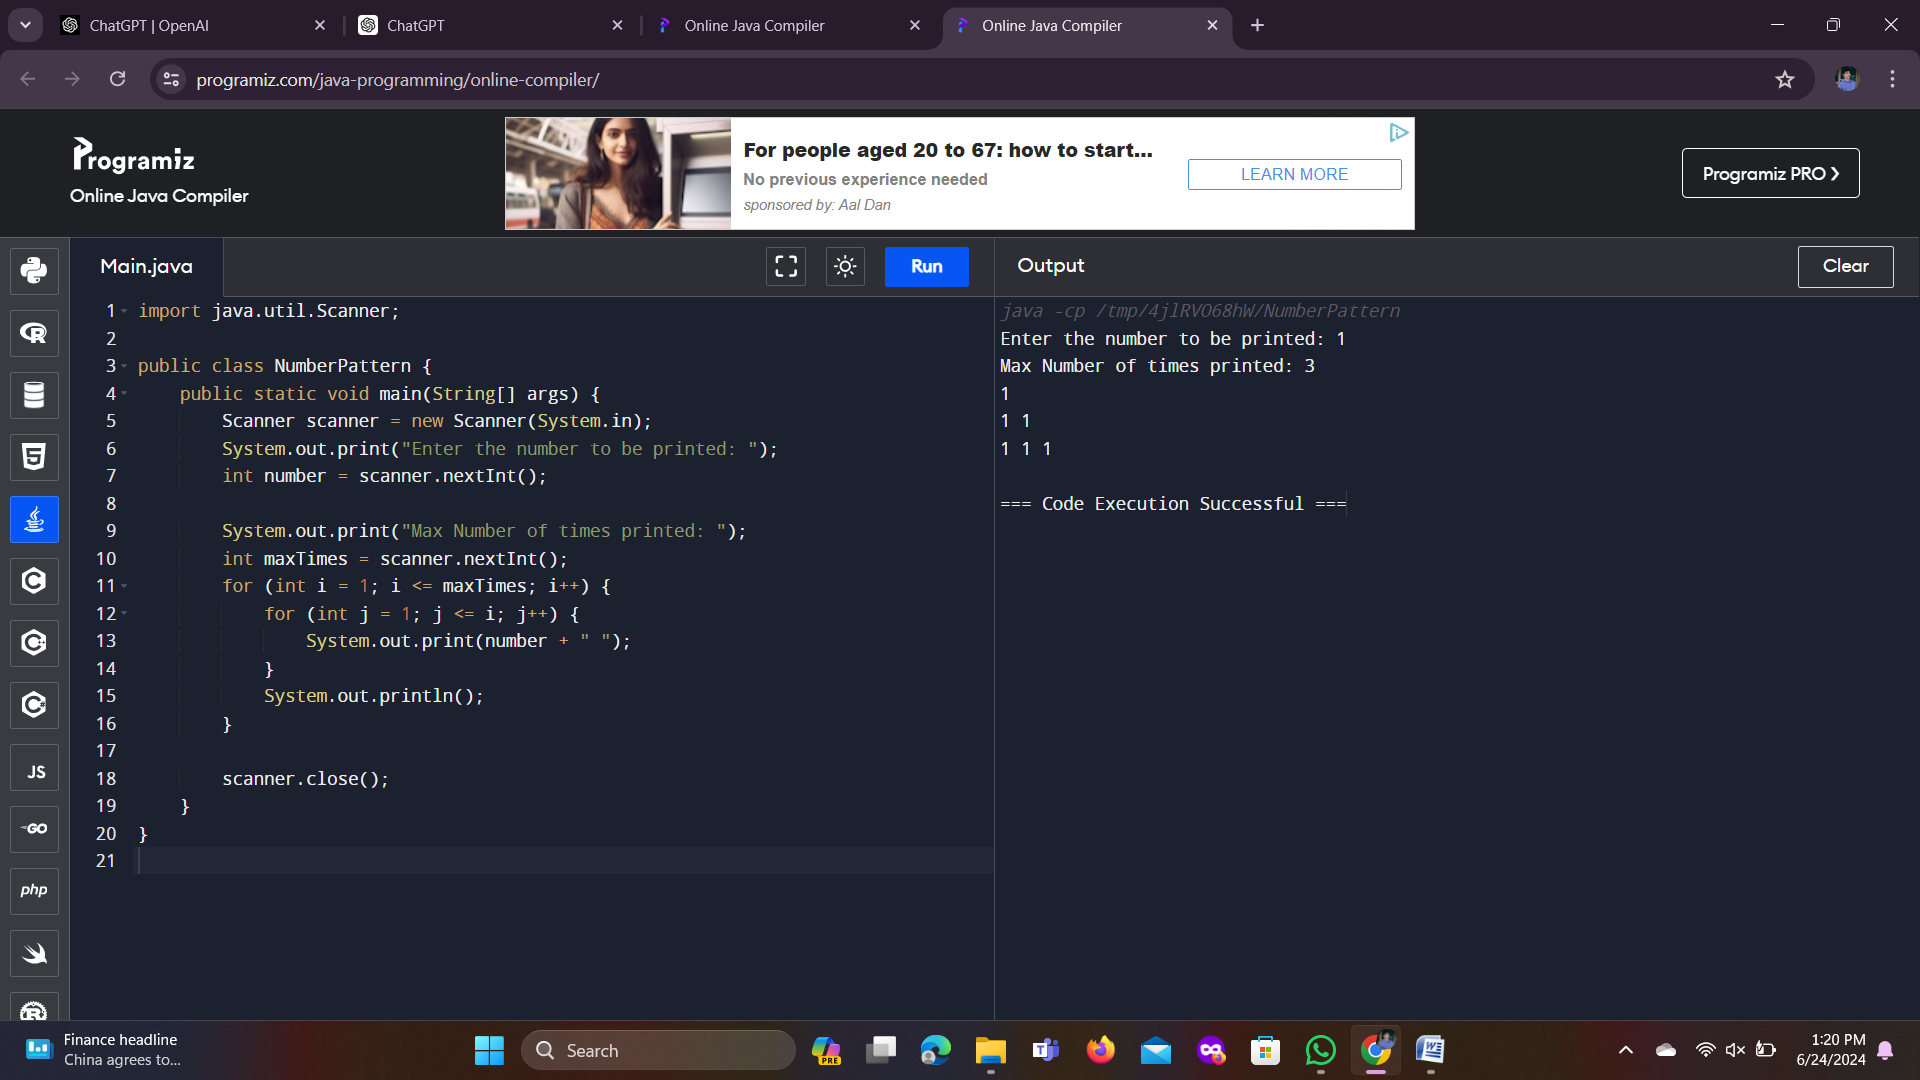 ChatGPT | OpenAI
ChatGPT
Online Java Compiler
Online Java Compiler
programiz.com/java-programming/online-compiler/
Programiz
Online Java Compiler
For people aged 20 to 67: how to start...
No previous experience needed
sponsored by: Aal Dan
LEARN MORE
Programiz PRO ❯
Main.java
Run
Output
Clear
1 import java.util.Scanner;
2
3 public class NumberPattern {
4     public static void main(String[] args) {
5         Scanner scanner = new Scanner(System.in);
6         System.out.print("Enter the number to be printed: ");
7         int number = scanner.nextInt();
8
9         System.out.print("Max Number of times printed: ");
10         int maxTimes = scanner.nextInt();
11         for (int i = 1; i <= maxTimes; i++) {
12             for (int j = 1; j <= i; j++) {
13                 System.out.print(number + " ");
14             }
15             System.out.println();
16         }
17
18         scanner.close();
19     }
20 }
21
java -cp /tmp/4jlRVO68hW/NumberPattern
Enter the number to be printed: 1
Max Number of times printed: 3
1
1 1
1 1 1
=== Code Execution Successful ===
R
5
C
C
C
JS
GO
php
R
Finance headline
China agrees to...
Search
PRE
T
W
1:20 PM
6/24/2024